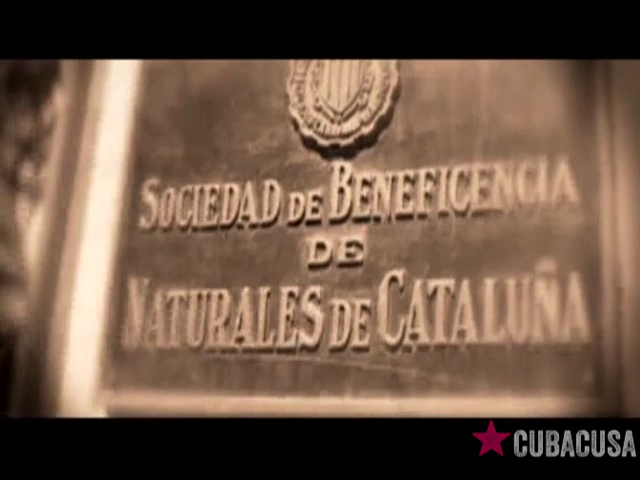 SOCIEDAD DE BENEFICENCIA
DE
NATURALES DE CATALUÑA
CUBACUSA